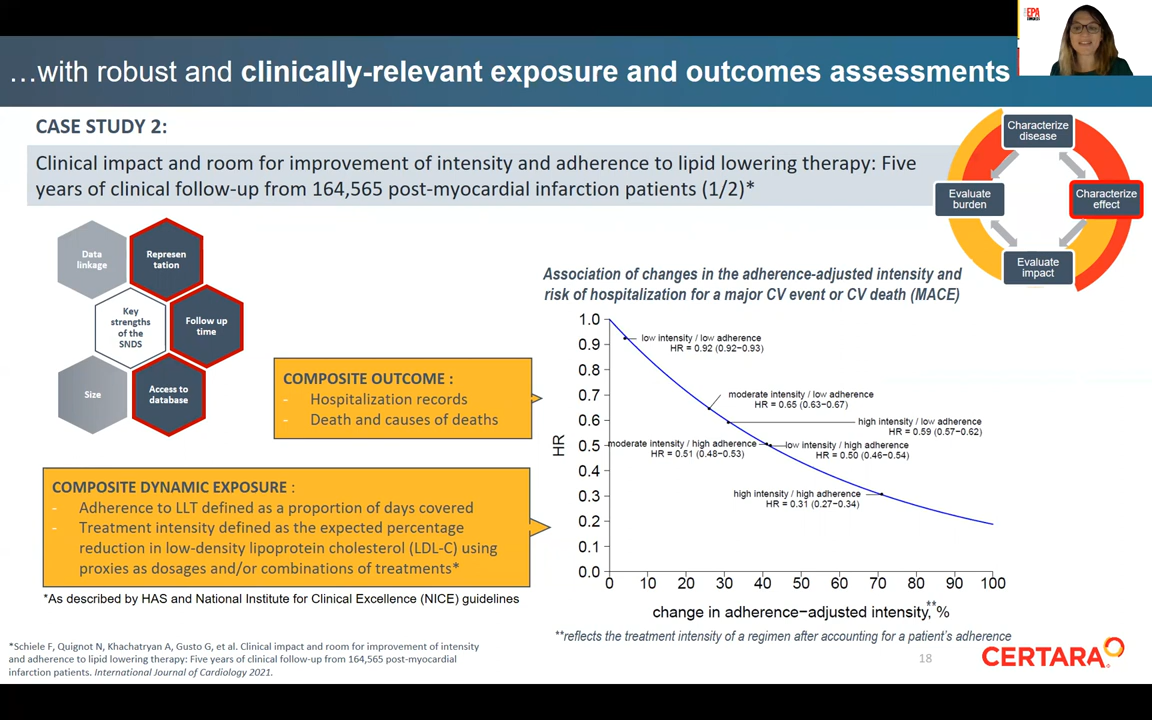 EPA
…with robust and clinically-relevant exposure and outcomes assessments
CASE STUDY 2:
Clinical impact and room for improvement of intensity and adherence to lipid lowering therapy: Five
years of clinical follow-up from 164,565 post-myocardial infarction patients (1/2)*
Characterize
disease
Characterize
effect
Evaluate
impact
Evaluate
burden
Data
linkage
Represen
tation
Key
strengths
of the
SNDS
Follow up
time
Size
Access to
database
COMPOSITE OUTCOME :
- Hospitalization records
- Death and causes of deaths
COMPOSITE DYNAMIC EXPOSURE :
- Adherence to LLT defined as a proportion of days covered
- Treatment intensity defined as the expected percentage
reduction in low-density lipoprotein cholesterol (LDL-C) using
proxies as dosages and/or combinations of treatments*
*As described by HAS and National Institute for Clinical Excellence (NICE) guidelines
Association of changes in the adherence-adjusted intensity and
risk of hospitalization for a major CV event or CV death (MACE)
HR
1.0
0.9
0.8
0.7
0.6
0.5
0.4
0.3
0.2
0.1
0.0
low intensity / low adherence
HR = 0.92 (0.92−0.93)
moderate intensity / low adherence
HR = 0.65 (0.63−0.67)
high intensity / low adherence
HR = 0.59 (0.57−0.62)
moderate intensity / high adherence
HR = 0.51 (0.48−0.53)
low intensity / high adherence
HR = 0.50 (0.46−0.54)
high intensity / high adherence
HR = 0.31 (0.27−0.34)
0 10 20 30 40 50 60 70 80 90 100
change in adherence−adjusted intensity,** %
**reflects the treatment intensity of a regimen after accounting for a patient's adherence
*Schiele F, Quignot N, Khachatryan A, Gusto G, et al. Clinical impact and room for improvement of intensity
and adherence to lipid lowering therapy: Five years of clinical follow-up from 164,565 post-myocardial
infarction patients. International Journal of Cardiology 2021.
18
CERTARA